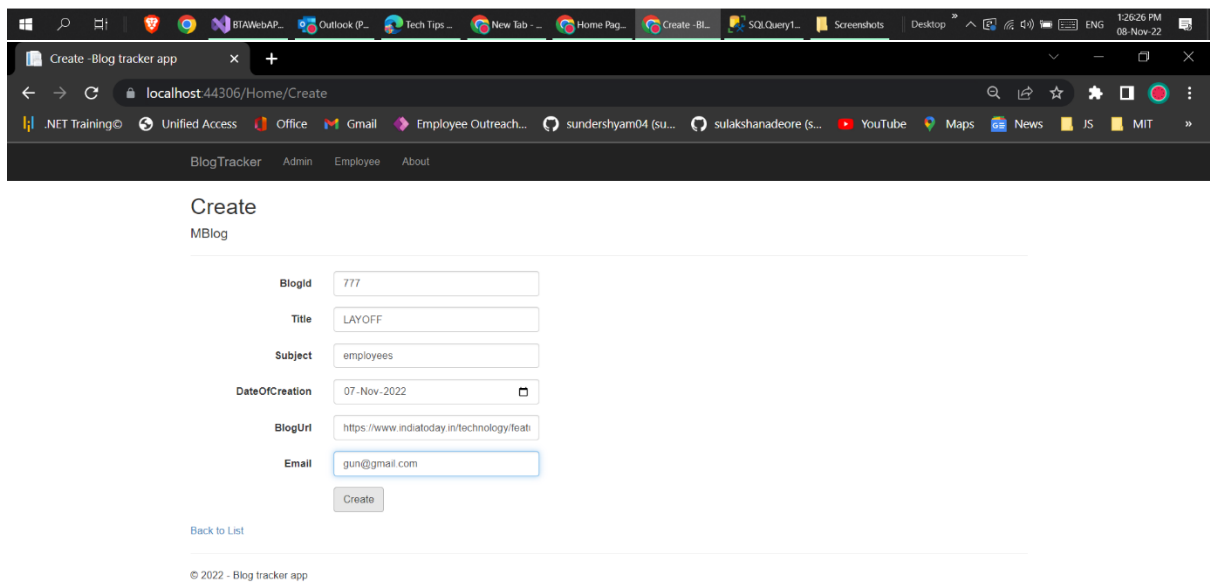 BTAWebAP... Outlook (P... Tech Tips ... New Tab - ... Home Pag... Create -Bl... SQLQuery1... Screenshots Desktop » ENG 1:26:26 PM
08-Nov-22
Create -Blog tracker app
localhost:44306/Home/Create
.NET Training© Unified Access Office Gmail Employee Outreach... sundershyam04 (su... sulakshanadeore (s... YouTube Maps News JS MIT »
BlogTracker Admin Employee About
Create
MBlog
BlogId 777
Title LAYOFF
Subject employees
DateOfCreation 07-Nov-2022
BlogUrl https://www.indiatoday.in/technology/featu
Email gun@gmail.com
Create
Back to List
© 2022 - Blog tracker app